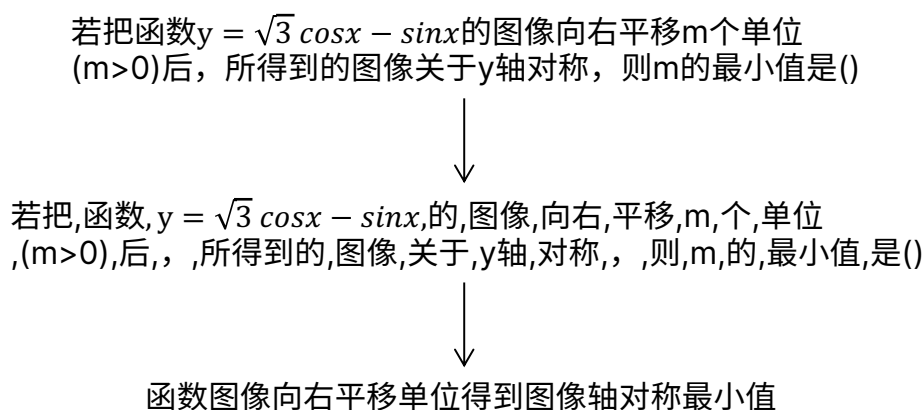 若把函数y = √3 cosx − sinx的图像向右平移m个单位
(m>0)后，所得到的图像关于y轴对称，则m的最小值是()
若把,函数, y = √3 cosx − sinx,的,图像,向右,平移,m,个,单位
,(m>0),后,，,所得到的,图像,关于,y轴,对称,，,则,m,的,最小值,是()
函数图像向右平移单位得到图像轴对称最小值